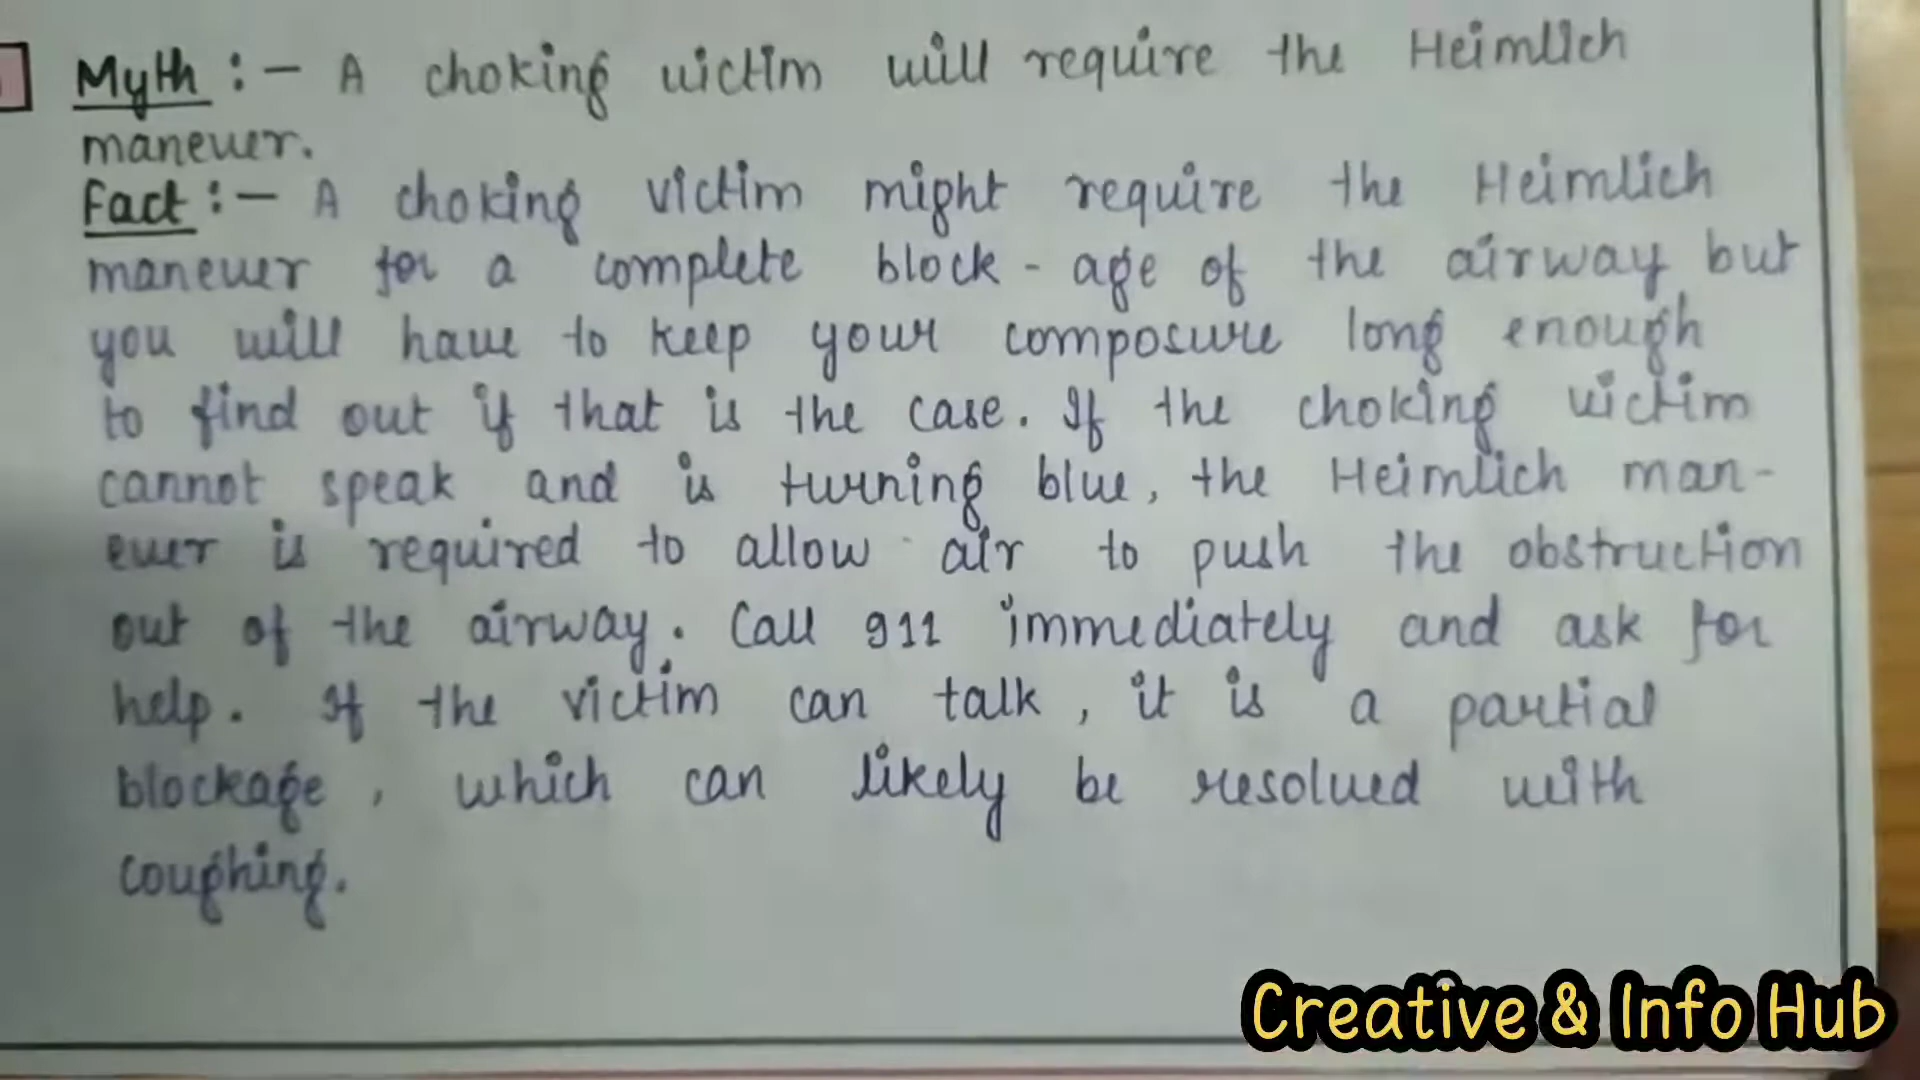 Myth :- A choking victim will require the Heimlich
maneuver.
Fact :- A choking victim might require the Heimlich
maneuver for a complete block - age of the airway but
you will have to keep your composure long enough
to find out if that is the case. If the choking victim
cannot speak and is turning blue, the Heimlich man-
euver is required to allow air to push the obstruction
out of the airway. Call 911 immediately and ask for
help. If the victim can talk, it is a partial
blockage, which can likely be resolved with
coughing.
Creative & Info Hub